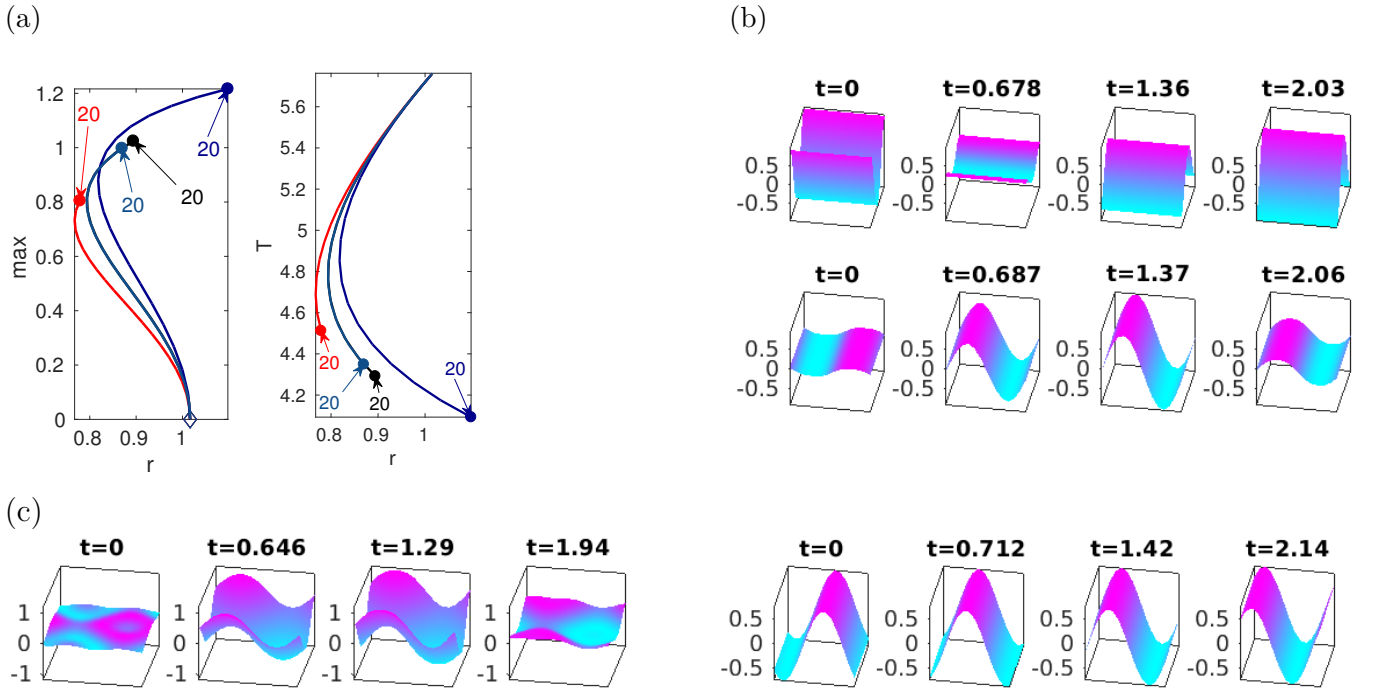 (a)
1.2
1
0.8
0.6
0.4
0.2
0
max
0.8 0.9 1
r
20
20
20
20
5.6
5.4
5.2
5
4.8
4.6
4.4
4.2
T
0.8 0.9 1
r
20
20
20
20
(b)
t=0 t=0.678 t=1.36 t=2.03
0.5 0.5 0.5 0.5
0 0 0 0
-0.5 -0.5 -0.5 -0.5
t=0 t=0.687 t=1.37 t=2.06
0.5 0.5 0.5 0.5
0 0 0 0
-0.5 -0.5 -0.5 -0.5
(c)
t=0 t=0.646 t=1.29 t=1.94
1 1 1 1
0 0 0 0
-1 -1 -1 -1
t=0 t=0.712 t=1.42 t=2.14
0.5 0.5 0.5 0.5
0 0 0 0
-0.5 -0.5 -0.5 -0.5